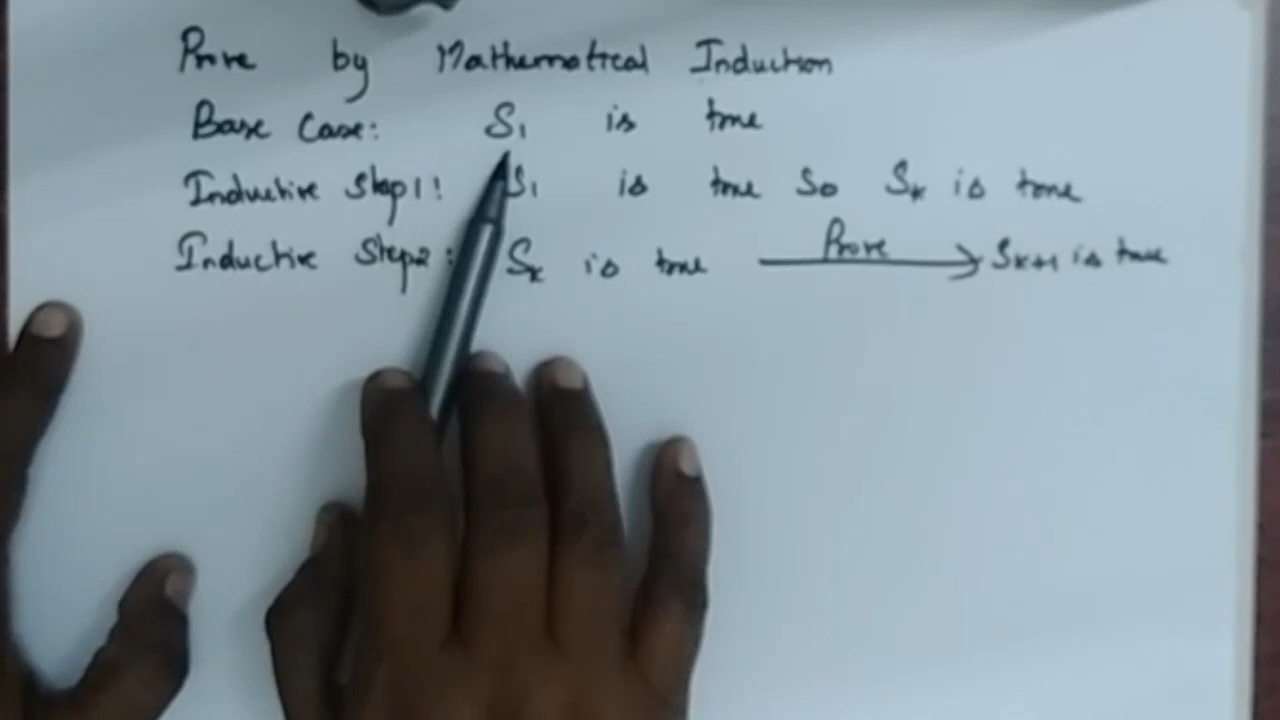 Prove by Mathematical Induction
Base Case: S₁ is true
Inductive Step1: S₁ is true So Sₖ is true
Inductive Step2: Sₖ is true Prove → Sₖ₊₁ is true